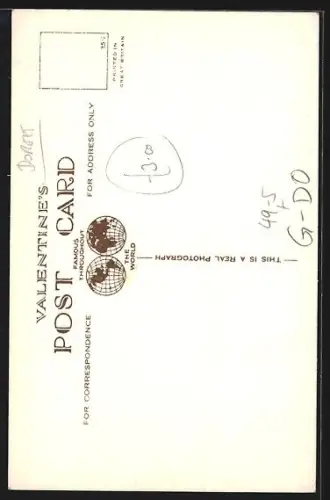 VALENTINE'S
POST CARD
FAMOUS
THROUGHOUT
THE
WORLD
FOR CORRESPONDENCE
FOR ADDRESS ONLY
PRINTED IN
GREAT BRITAIN
THIS IS A REAL PHOTOGRAPH
DORSET
£3.00
49-5
G-DO